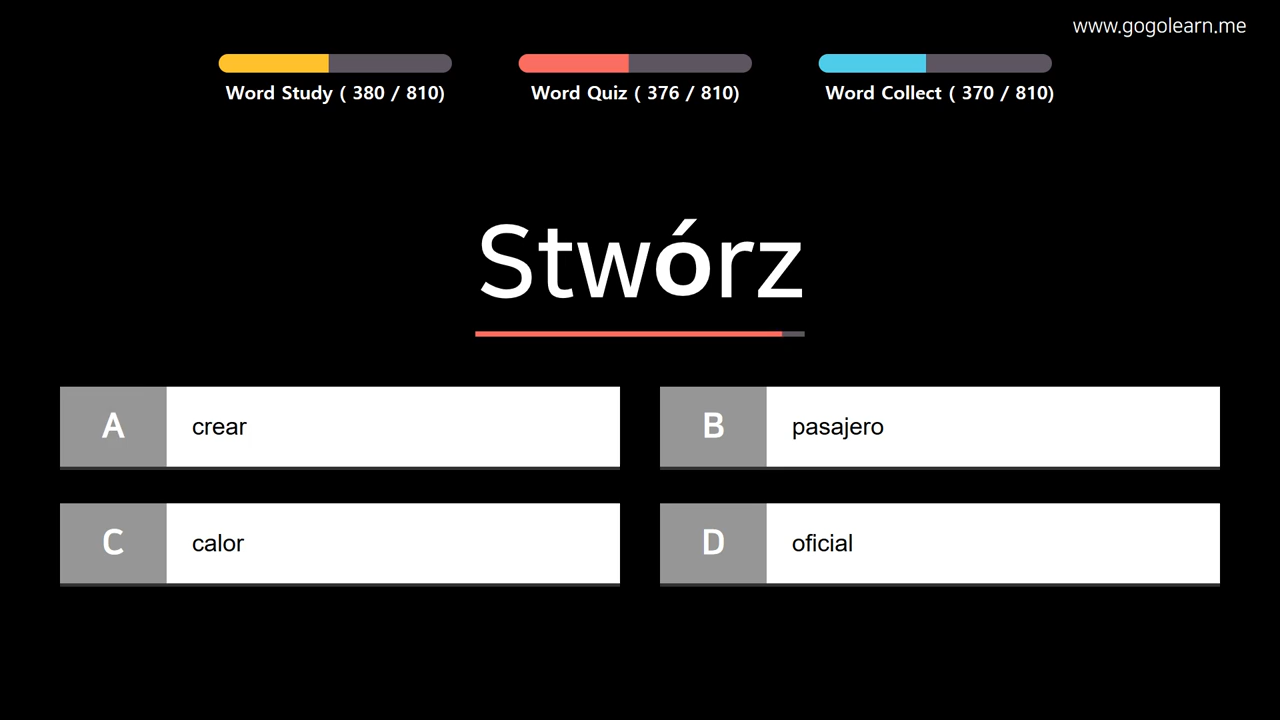 www.gogolearn.me
Word Study ( 380 / 810)
Word Quiz ( 376 / 810)
Word Collect ( 370 / 810)
Stwórz
A
crear
B
pasajero
C
calor
D
oficial